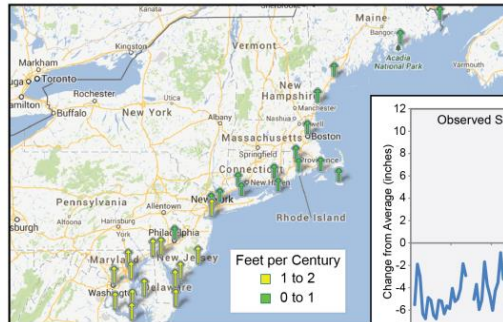 Maine
Bangor
Acadia
National Park
Yarmouth
Vermont
Kingston
Markham
Toronto
Rochester
Utica
Buffalo
New York
Albany
New
Hampshire
Manchester
Nashua
Massachusetts
Boston
Springfield
Providence
Connecticut
New Haven
Rhode Island
New York
Pennsylvania
Allentown
Altoona
Harrisburg
Philadelphia
New Jersey
Maryland
Delaware
Washington
Feet per Century
1 to 2
0 to 1
Observed S
Change from Average (inches)
12
10
8
6
4
2
0
-2
-4
-6
-8